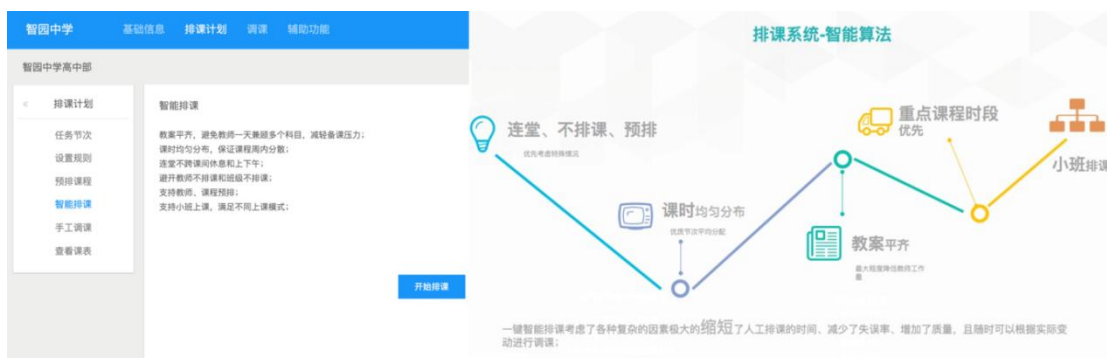 智园中学 基础信息 排课计划 调课 辅助功能
智园中学高中部
« 排课计划
任务节次
设置规则
预排课程
智能排课
手工调课
查看课表
智能排课
教案平齐，避免教师一天兼顾多个科目，减轻备课压力；
课时均匀分布，保证课程周内分散；
连堂不跨课间休息和上下午；
避开教师不排课和班级不排课；
支持教师、课程预排；
支持小班上课，满足不同上课模式；
开始排课
排课系统-智能算法
连堂、不排课、预排
优先考虑特殊情况
课时均匀分布
优质节次平均分配
教案平齐
最大程度降低教师工作
量
重点课程时段
优先
小班排课
一键智能排课考虑了各种复杂的因素极大的缩短了人工排课的时间、减少了失误率、增加了质量，且随时可以根据实际变
动进行调课；